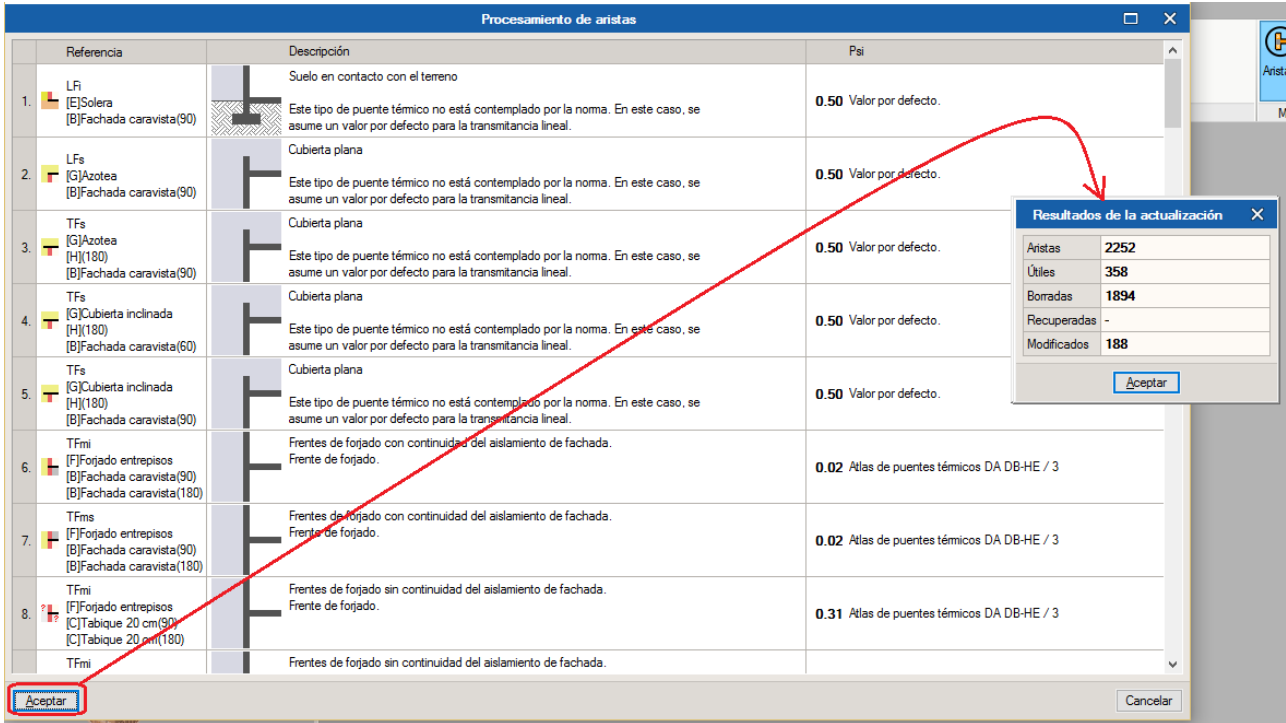 Procesamiento de aristas
Referencia Descripción Psi
1. LFi
[E]Solera
[B]Fachada caravista(90)
Suelo en contacto con el terreno
Este tipo de puente térmico no está contemplado por la norma. En este caso, se
asume un valor por defecto para la transmitancia lineal.
0.50 Valor por defecto.
2. LFs
[G]Azotea
[B]Fachada caravista(90)
Cubierta plana
Este tipo de puente térmico no está contemplado por la norma. En este caso, se
asume un valor por defecto para la transmitancia lineal.
0.50 Valor por defecto.
3. TFs
[G]Azotea
[H](180)
[B]Fachada caravista(90)
Cubierta plana
Este tipo de puente térmico no está contemplado por la norma. En este caso, se
asume un valor por defecto para la transmitancia lineal.
0.50 Valor por defecto.
4. TFs
[G]Cubierta inclinada
[H](180)
[B]Fachada caravista(60)
Cubierta plana
Este tipo de puente térmico no está contemplado por la norma. En este caso, se
asume un valor por defecto para la transmitancia lineal.
0.50 Valor por defecto.
5. TFs
[G]Cubierta inclinada
[H](180)
[B]Fachada caravista(90)
Cubierta plana
Este tipo de puente térmico no está contemplado por la norma. En este caso, se
asume un valor por defecto para la transmitancia lineal.
0.50 Valor por defecto.
6. TFmi
[F]Forjado entrepisos
[B]Fachada caravista(90)
[B]Fachada caravista(180)
Frentes de forjado con continuidad del aislamiento de fachada.
Frente de forjado.
0.02 Atlas de puentes térmicos DA DB-HE / 3
7. TFms
[F]Forjado entrepisos
[B]Fachada caravista(90)
[B]Fachada caravista(180)
Frentes de forjado con continuidad del aislamiento de fachada.
Frente de forjado.
0.02 Atlas de puentes térmicos DA DB-HE / 3
8. TFmi
[F]Forjado entrepisos
[C]Tabique 20 cm(90)
[C]Tabique 20 cm(180)
? ?
Frentes de forjado sin continuidad del aislamiento de fachada.
Frente de forjado.
0.31 Atlas de puentes térmicos DA DB-HE / 3
TFmi
Frentes de forjado sin continuidad del aislamiento de fachada.
Aceptar
Cancelar
Resultados de la actualización
Aristas 2252
Útiles 358
Borradas 1894
Recuperadas -
Modificados 188
Aceptar